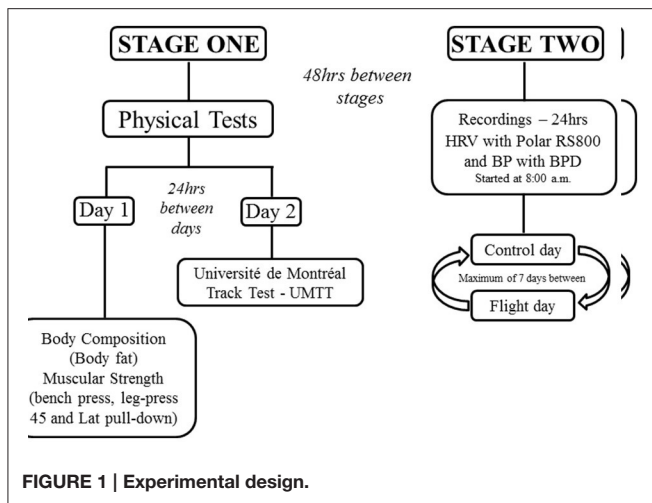 STAGE ONE
STAGE TWO
48hrs between
stages
Physical Tests
Recordings – 24hrs
HRV with Polar RS800
and BP with BPD
Started at 8:00 a.m.
Day 1
24hrs
between
days
Day 2
Université de Montréal
Track Test - UMTT
Control day
Maximum of 7 days between
Flight day
Body Composition
(Body fat)
Muscular Strength
(bench press, leg-press
45 and Lat pull-down)
FIGURE 1 | Experimental design.